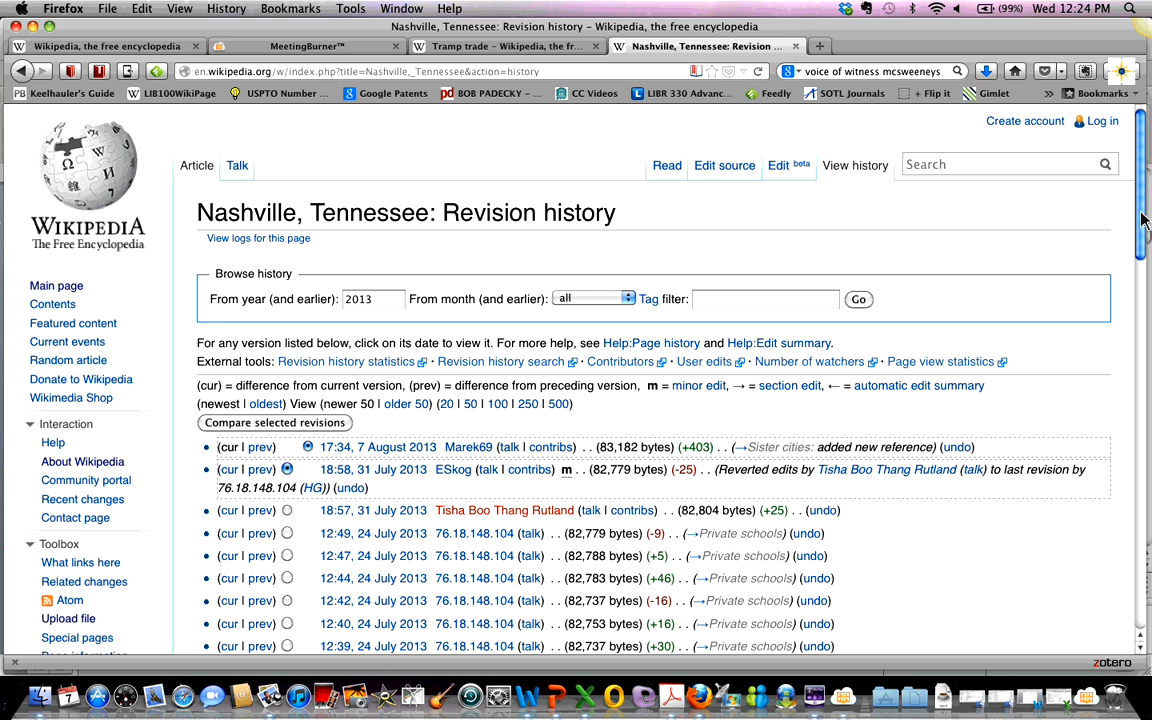 Firefox File Edit View History Bookmarks Tools Window Help (99%) Wed 12:24 PM
Nashville, Tennessee: Revision history - Wikipedia, the free encyclopedia
Wikipedia, the free encyclopedia MeetingBurner™ Tramp trade - Wikipedia, the fr... Nashville, Tennessee: Revision ...
en.wikipedia.org/w/index.php?title=Nashville,_Tennessee&action=history voice of witness mcsweeneys
Keelhauler's Guide LIB100WikiPage USPTO Number ... Google Patents BOB PADECKY - ... CC Videos LIBR 330 Advanc... Feedly SOTL Journals + Flip it Gimlet » Bookmarks
Create account Log in
Article Talk Read Edit source Edit beta View history Search
WIKIPEDIA
The Free Encyclopedia
Main page
Contents
Featured content
Current events
Random article
Donate to Wikipedia
Wikimedia Shop
Interaction
Help
About Wikipedia
Community portal
Recent changes
Contact page
Toolbox
What links here
Related changes
Atom
Upload file
Special pages
Nashville, Tennessee: Revision history
View logs for this page
Browse history
From year (and earlier): 2013 From month (and earlier): all Tag filter: Go
For any version listed below, click on its date to view it. For more help, see Help:Page history and Help:Edit summary.
External tools: Revision history statistics · Revision history search · Contributors · User edits · Number of watchers · Page view statistics
(cur) = difference from current version, (prev) = difference from preceding version, m = minor edit, → = section edit, ← = automatic edit summary
(newest | oldest) View (newer 50 | older 50) (20 | 50 | 100 | 250 | 500)
Compare selected revisions
(cur | prev) 17:34, 7 August 2013 Marek69 (talk | contribs) . . (83,182 bytes) (+403) . . (→Sister cities: added new reference) (undo)
(cur | prev) 18:58, 31 July 2013 ESkog (talk | contribs) m . . (82,779 bytes) (-25) . . (Reverted edits by Tisha Boo Thang Rutland (talk) to last revision by
76.18.148.104 (HG)) (undo)
(cur | prev) 18:57, 31 July 2013 Tisha Boo Thang Rutland (talk | contribs) . . (82,804 bytes) (+25) . . (undo)
(cur | prev) 12:49, 24 July 2013 76.18.148.104 (talk) . . (82,779 bytes) (-9) . . (→Private schools) (undo)
(cur | prev) 12:47, 24 July 2013 76.18.148.104 (talk) . . (82,788 bytes) (+5) . . (→Private schools) (undo)
(cur | prev) 12:44, 24 July 2013 76.18.148.104 (talk) . . (82,783 bytes) (+46) . . (→Private schools) (undo)
(cur | prev) 12:42, 24 July 2013 76.18.148.104 (talk) . . (82,737 bytes) (-16) . . (→Private schools) (undo)
(cur | prev) 12:40, 24 July 2013 76.18.148.104 (talk) . . (82,753 bytes) (+16) . . (→Private schools) (undo)
(cur | prev) 12:39, 24 July 2013 76.18.148.104 (talk) . . (82,737 bytes) (+30) . . (→Private schools) (undo)
zotero